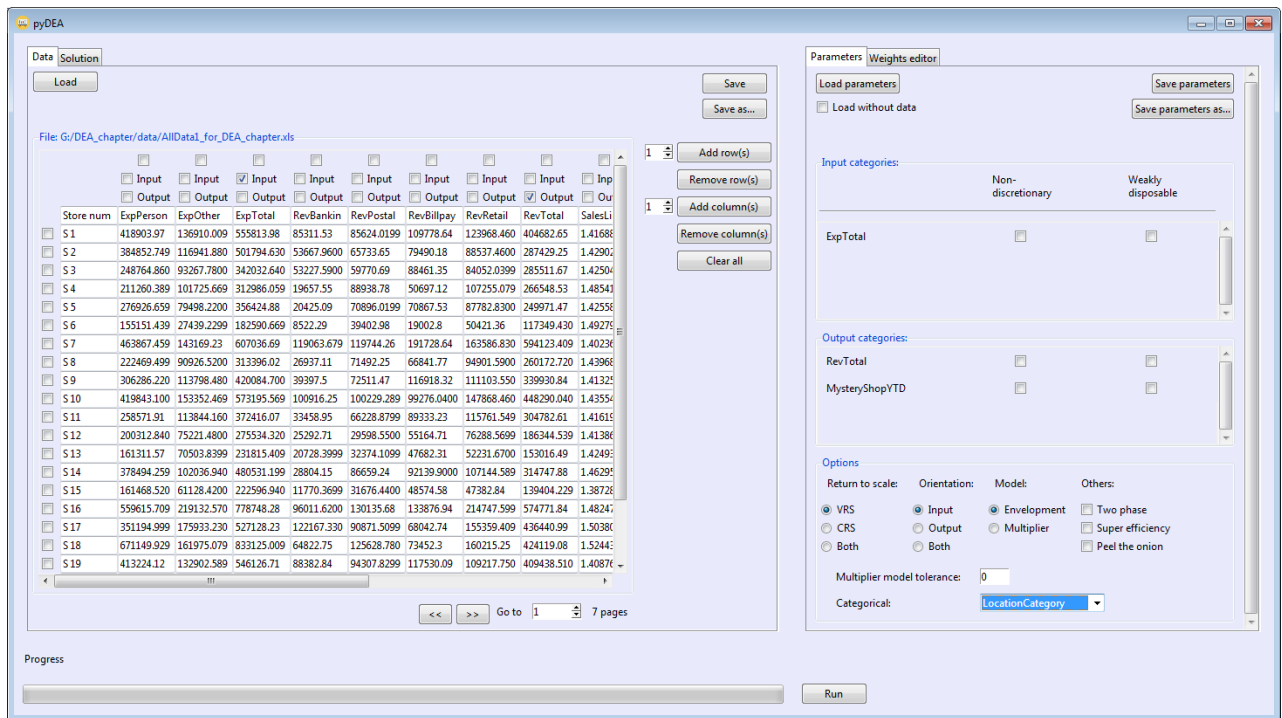 pyDEA
Data Solution
Load
Save
Save as...
File: G:/DEA_chapter/data/AllData1_for_DEA_chapter.xls
Input Input Input Input Input Input Input Input Inp
Output Output Output Output Output Output Output Output Ou
Store num ExpPerson ExpOther ExpTotal RevBankin RevPostal RevBillpay RevRetail RevTotal SalesLi
S 1 418903.97 136910.009 555813.98 85311.53 85624.0199 109778.64 123968.460 404682.65 1.41688
S 2 384852.749 116941.880 501794.630 53667.9600 65733.65 79490.18 88537.4600 287429.25 1.42902
S 3 248764.860 93267.7800 342032.640 53227.5900 59770.69 88461.35 84052.0399 285511.67 1.42504
S 4 211260.389 101725.669 312986.059 19657.55 88938.78 50697.12 107255.079 266548.53 1.48541
S 5 276926.659 79498.2200 356424.88 20425.09 70896.0199 70867.53 87782.8300 249971.47 1.42558
S 6 155151.439 27439.2299 182590.669 8522.29 39402.98 19002.8 50421.36 117349.430 1.49279
S 7 463867.459 143169.23 607036.69 119063.679 119744.26 191728.64 163586.830 594123.409 1.40236
S 8 222469.499 90926.5200 313396.02 26937.11 71492.25 66841.77 94901.5900 260172.720 1.43968
S 9 306286.220 113798.480 420084.700 39397.5 72511.47 116918.32 111103.550 339930.84 1.41325
S 10 419843.100 153352.469 573195.569 100916.25 100229.289 99276.0400 147868.460 448290.040 1.43554
S 11 258571.91 113844.160 372416.07 33458.95 66228.8799 89333.23 115761.549 304782.61 1.41619
S 12 200312.840 75221.4800 275534.320 25292.71 29598.5500 55164.71 76288.5699 186344.539 1.41386
S 13 161311.57 70503.8399 231815.409 20728.3999 32374.1099 47682.31 52231.6700 153016.49 1.42493
S 14 378494.259 102036.940 480531.199 28804.15 86659.24 92139.9000 107144.589 314747.88 1.46295
S 15 161468.520 61128.4200 222596.940 11770.3699 31676.4400 48574.58 47382.84 139404.229 1.38728
S 16 559615.709 219132.570 778748.28 96011.6200 130135.68 133876.94 214747.599 574771.84 1.48247
S 17 351194.999 175933.230 527128.23 122167.330 90871.5099 68042.74 155359.409 436440.99 1.50380
S 18 671149.929 161975.079 833125.009 64822.75 125628.780 73452.3 160215.25 424119.08 1.52443
S 19 413224.12 132902.589 546126.71 88382.84 94307.8299 117530.09 109217.750 409438.510 1.40876
<< >> Go to 1 7 pages
1 Add row(s)
Remove row(s)
1 Add column(s)
Remove column(s)
Clear all
Parameters Weights editor
Load parameters Save parameters
Load without data Save parameters as...
Input categories:
Non-
discretionary
Weakly
disposable
ExpTotal
Output categories:
RevTotal
MysteryShopYTD
Options
Return to scale: Orientation: Model: Others:
VRS Input Envelopment Two phase
CRS Output Multiplier Super efficiency
Both Both Peel the onion
Multiplier model tolerance: 0
Categorical: LocationCategory
Progress
Run